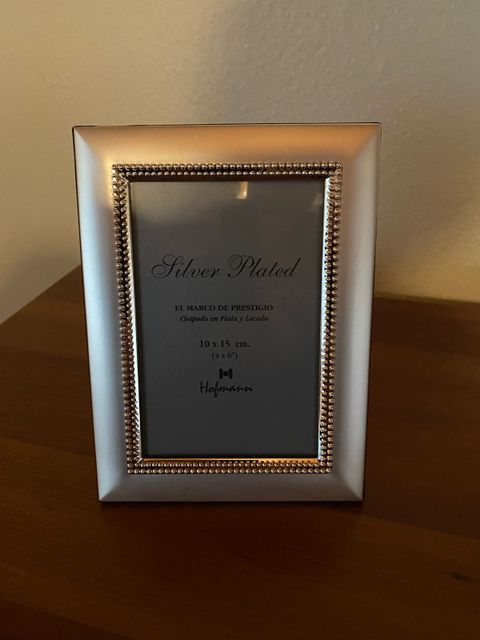 Silver Plated
EL MARCO DE PRESTIGIO
Chapado en Plata y Lacado
10 x 15 cm.
(4 x 6")
Hofmann